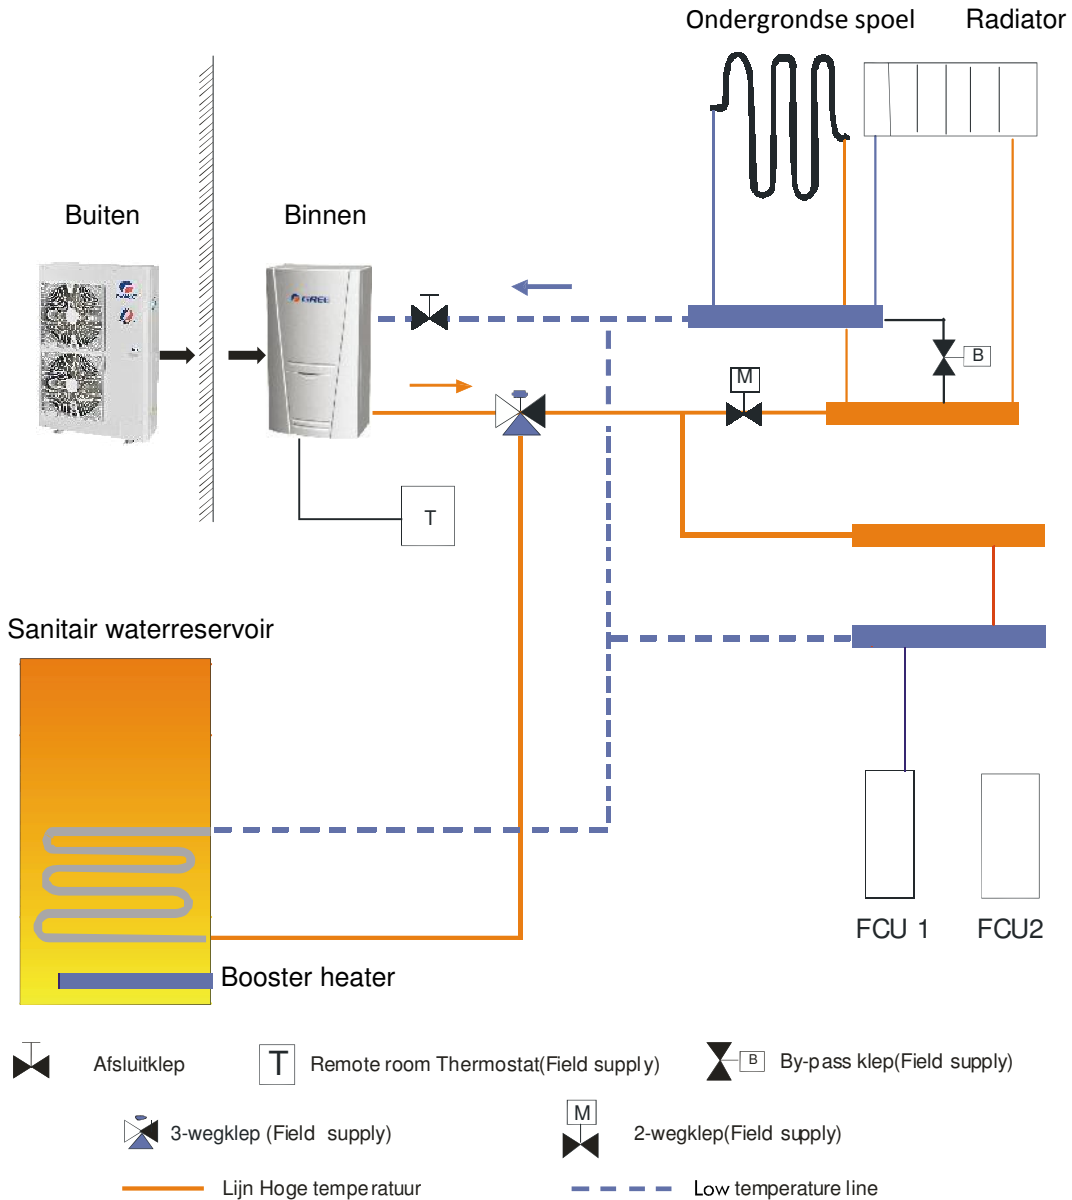 Ondergrondse spoel
Radiator
Buiten
Binnen
GREE
B
M
T
Sanitair waterreservoir
FCU 1
FCU2
Booster heater
Afsluitklep
T
Remote room Thermostat(Field supply)
B
By-pass klep(Field supply)
3-wegklep (Field supply)
M
2-wegklep(Field supply)
Lijn Hoge temperatuur
Low temperature line